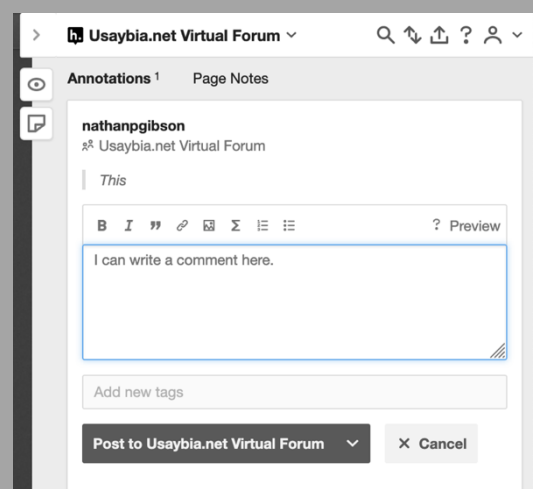 h. Usaybia.net Virtual Forum
Annotations 1 Page Notes
nathanpgibson
Usaybia.net Virtual Forum
This
B I " Σ ? Preview
I can write a comment here.
Add new tags
Post to Usaybia.net Virtual Forum × Cancel